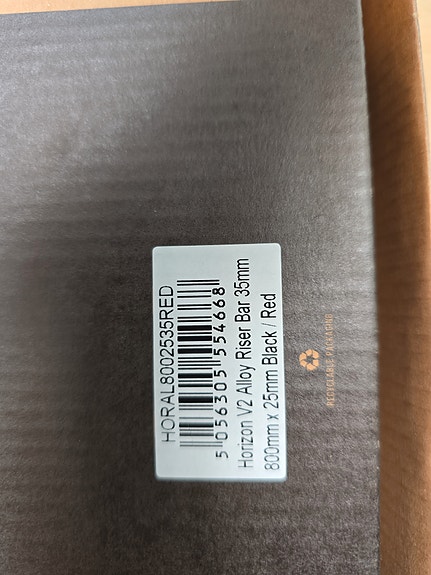 HORAL8002535RED
5 056305 554668
Horizon V2 Alloy Riser Bar 35mm
800mm x 25mm Black / Red
RECYCLABLE PACKAGING